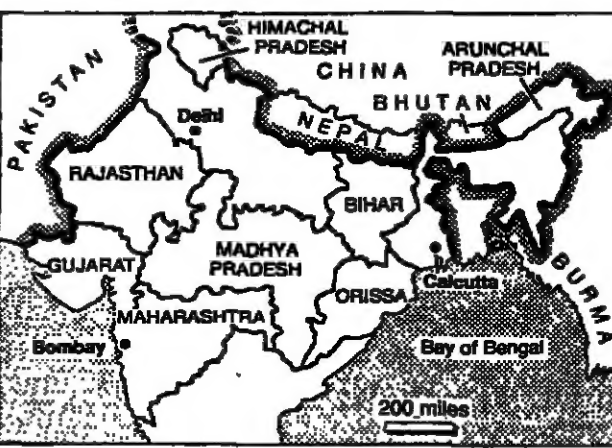 HIMACHAL
PRADESH
ARUNCHAL
PRADESH
CHINA
BHUTAN
PAKISTAN
Delhi
NEPAL
RAJASTHAN
BIHAR
MADHYA
PRADESH
GUJARAT
ORISSA
Calcutta
BURMA
MAHARASHTRA
Bombay
Bay of Bengal
200 miles